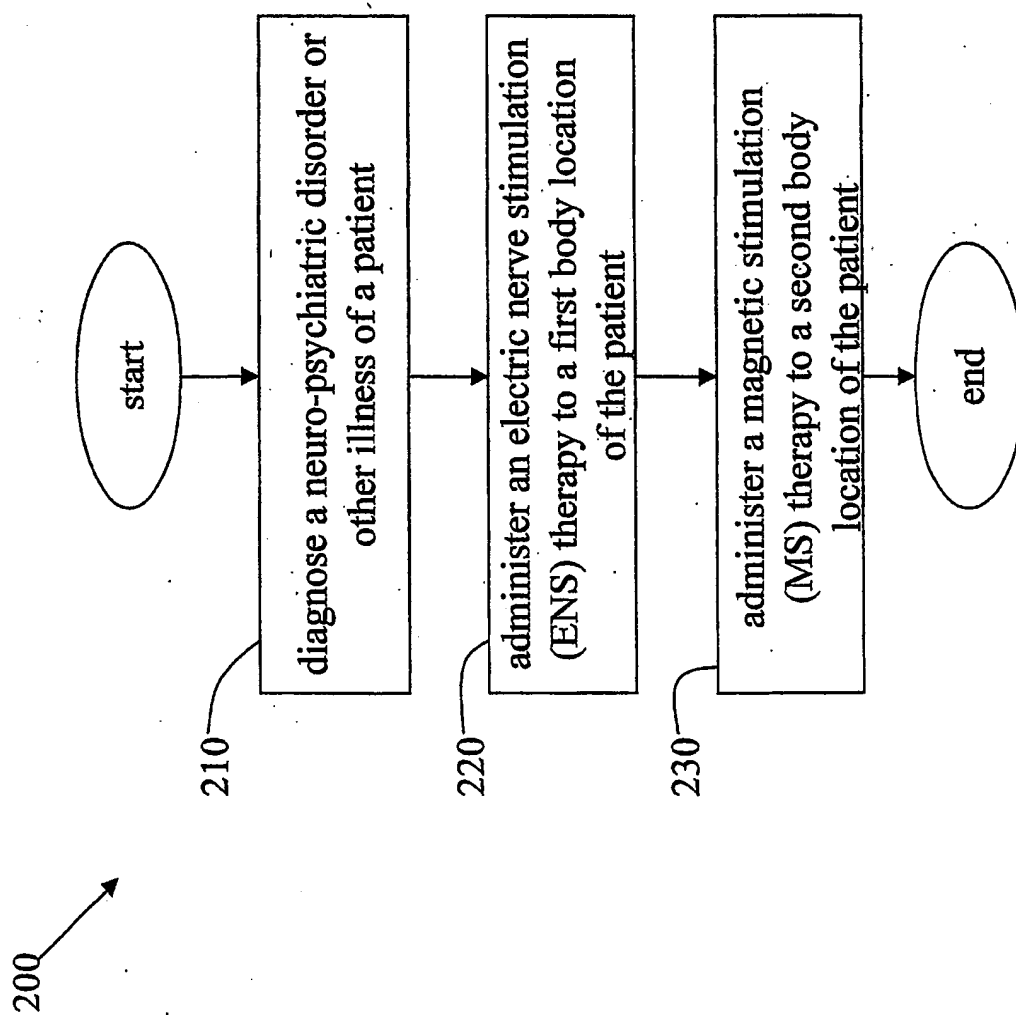 200
start
210
diagnose a neuro-psychiatric disorder or
other illness of a patient
220
administer an electric nerve stimulation
(ENS) therapy to a first body location
of the patient
230
administer a magnetic stimulation
(MS) therapy to a second body
location of the patient
end